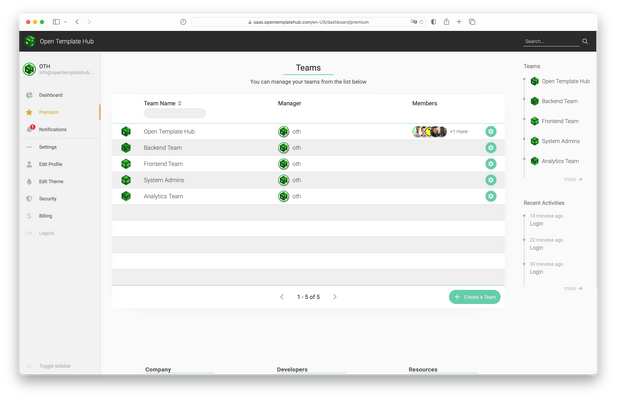 saas.opentemplatehub.com/en-US/dashboard/premium
Open Template Hub
Search...
OTH
info@opentemplatehub...
Dashboard
Premium
1
Notifications
Settings
Edit Profile
Edit Theme
Security
Billing
Logout
Toggle sidebar
Teams
You can manage your teams from the list below
Team Name
Manager
Members
Open Template Hub
oth
+1 more
Backend Team
oth
Frontend Team
oth
System Admins
oth
Analytics Team
oth
1 - 5 of 5
Create a Team
Company
Developers
Resources
Teams
Open Template Hub
Backend Team
Frontend Team
System Admins
Analytics Team
more
Recent Activities
18 minutes ago
Login
22 minutes ago
Login
30 minutes ago
Login
more